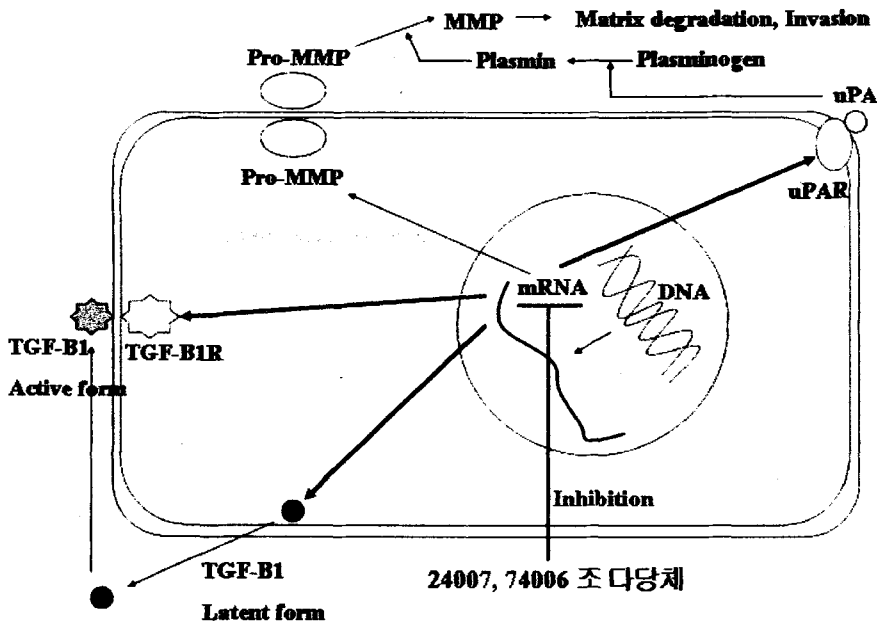 MMP
Matrix degradation, Invasion
Pro-MMP
Plasmin
Plasminogen
uPA
Pro-MMP
uPAR
mRNA
DNA
TGF-B1
TGF-B1R
Active form
Inhibition
TGF-B1
Latent form
24007, 74006 조 다당체